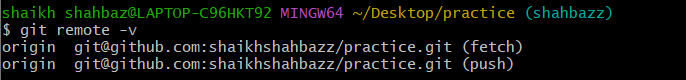 shaikh shahbaz@LAPTOP-C96HKT92 MINGW64 ~/Desktop/practice (shahbazz)
$ git remote -v
origin  git@github.com:shaikhshahbazz/practice.git (fetch)
origin  git@github.com:shaikhshahbazz/practice.git (push)